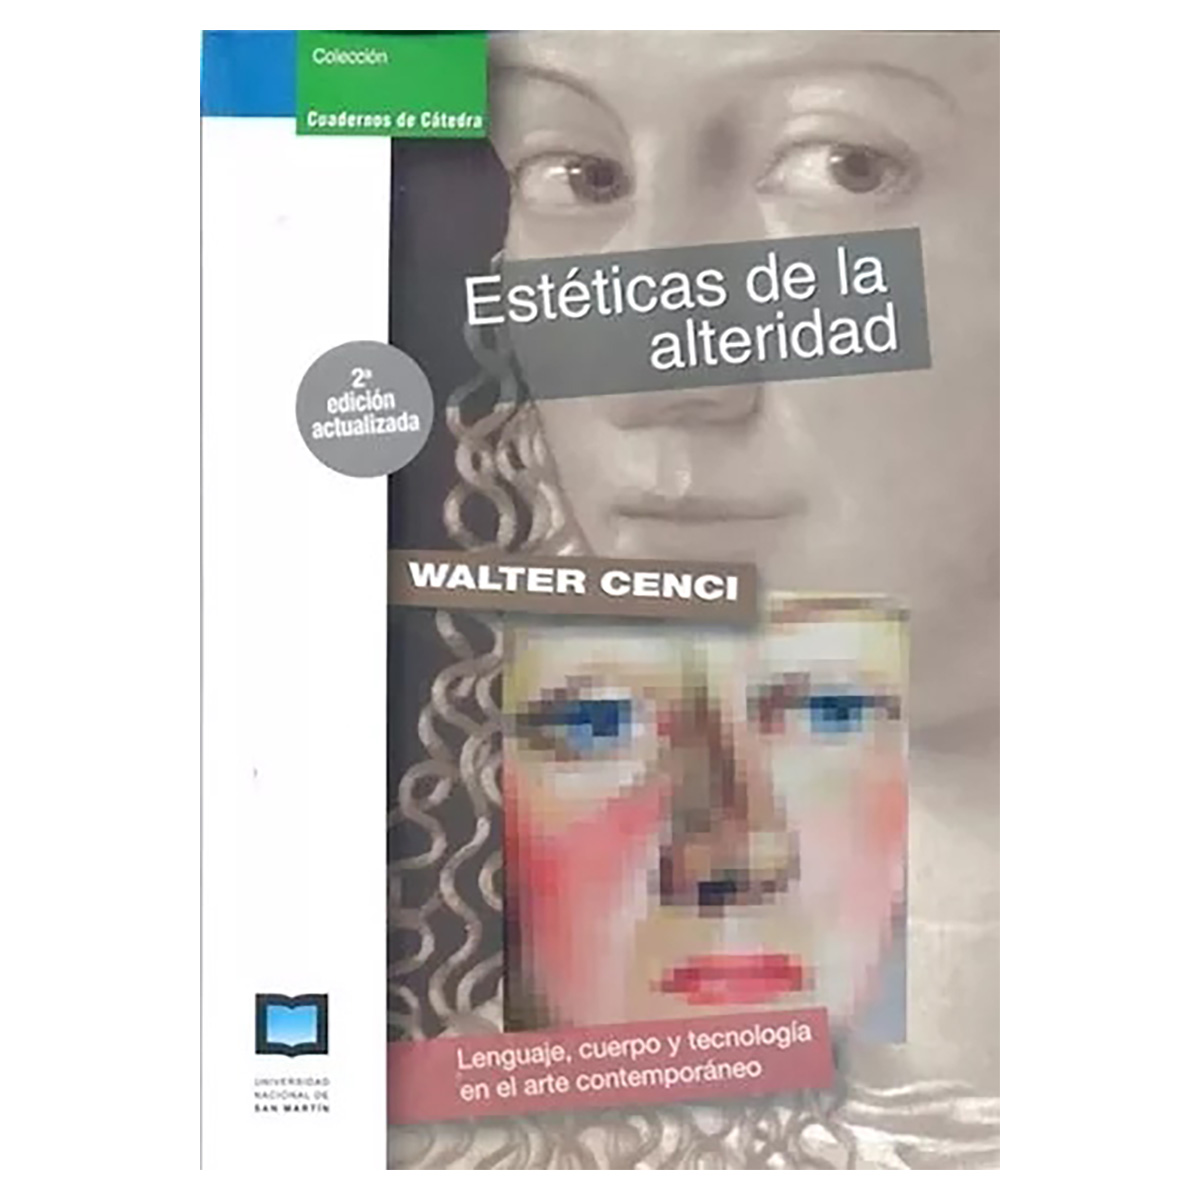 Colección
Cuadernos de Cátedra
Estéticas de la
alteridad
2ª
edición
actualizada
WALTER CENCI
Lenguaje, cuerpo y tecnología
en el arte contemporáneo
UNIVERSIDAD
NACIONAL DE
SAN MARTÍN